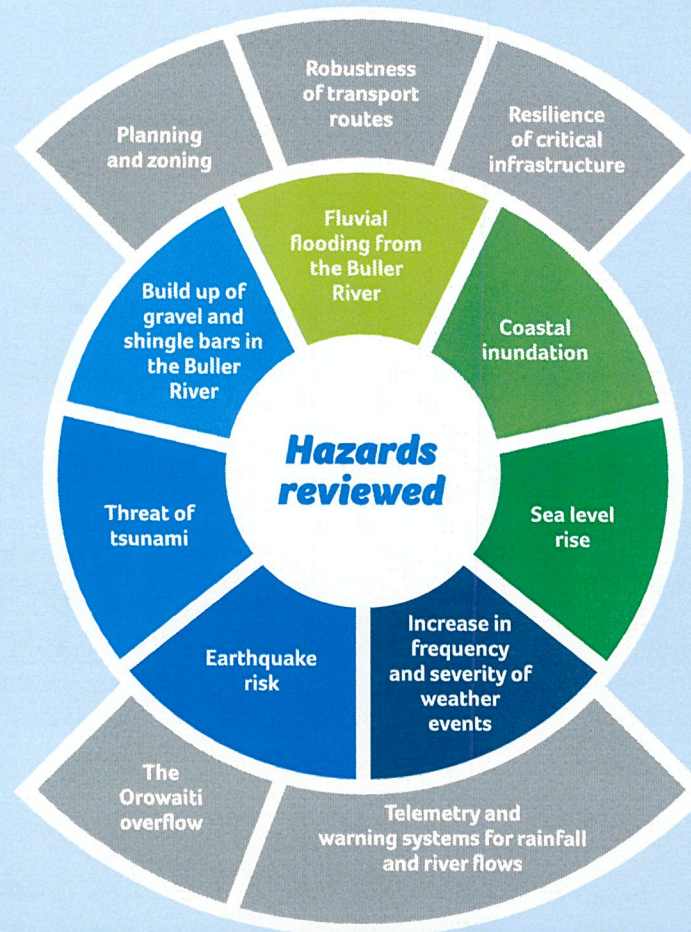 Planning
and zoning
Robustness
of transport
routes
Resilience
of critical
infrastructure
Fluvial
flooding from
the Buller
River
Coastal
inundation
Sea level
rise
Increase in
frequency
and severity of
weather
events
Earthquake
risk
Threat of
tsunami
Build up of
gravel and
shingle bars in
the Buller
River
Hazards
reviewed
The
Orowaiti
overflow
Telemetry and
warning systems for rainfall
and river flows